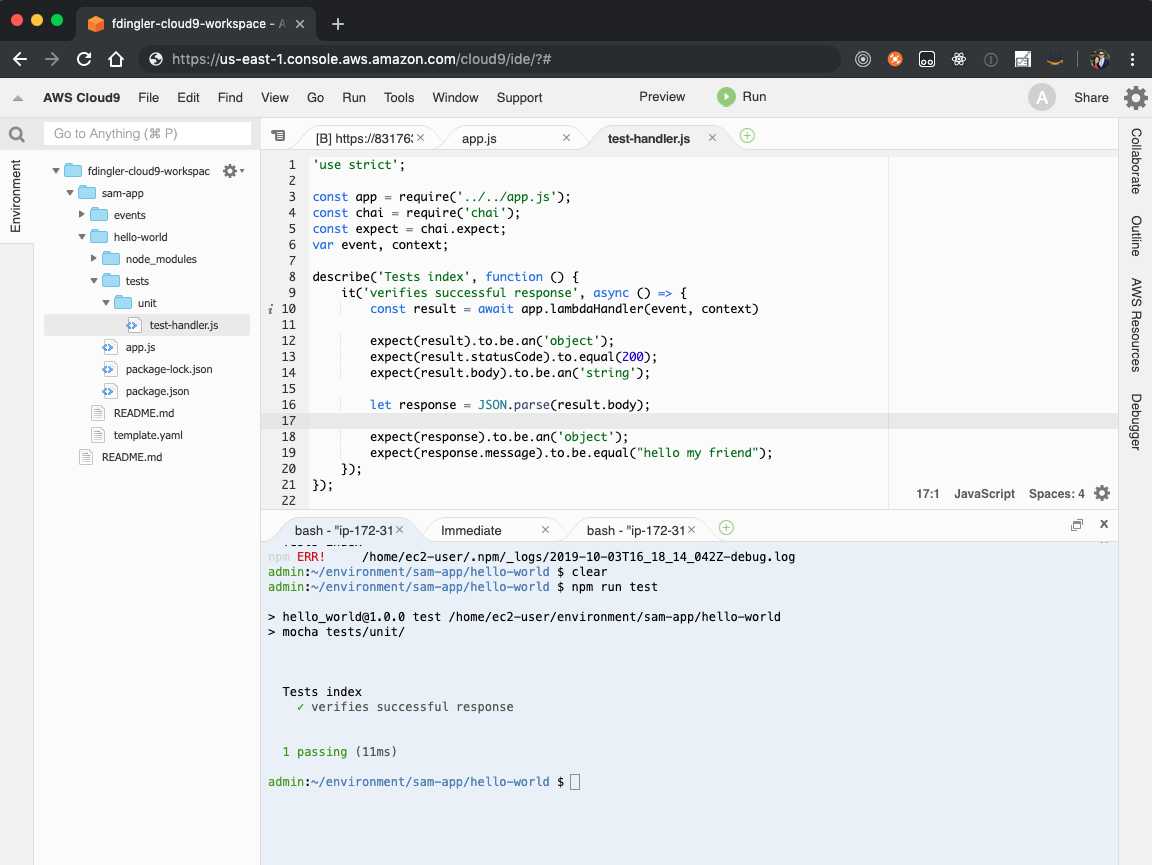 fdingler-cloud9-workspace - A
https://us-east-1.console.aws.amazon.com/cloud9/ide/?#
AWS Cloud9 File Edit Find View Go Run Tools Window Support Preview Run A Share
Go to Anything (⌘ P)
[B] https://83176 app.js test-handler.js
Environment
fdingler-cloud9-workspac
sam-app
events
hello-world
node_modules
tests
unit
test-handler.js
app.js
package-lock.json
package.json
README.md
template.yaml
README.md
1 'use strict';
2
3 const app = require('../../app.js');
4 const chai = require('chai');
5 const expect = chai.expect;
6 var event, context;
7
8 describe('Tests index', function () {
9     it('verifies successful response', async () => {
i 10         const result = await app.lambdaHandler(event, context)
11
12         expect(result).to.be.an('object');
13         expect(result.statusCode).to.equal(200);
14         expect(result.body).to.be.an('string');
15
16         let response = JSON.parse(result.body);
17
18         expect(response).to.be.an('object');
19         expect(response.message).to.be.equal("hello my friend");
20     });
21 });
22
17:1 JavaScript Spaces: 4
Collaborate
Outline
AWS Resources
Debugger
bash - "ip-172-31 Immediate bash - "ip-172-31
Tests index
npm ERR!     /home/ec2-user/.npm/_logs/2019-10-03T16_18_14_042Z-debug.log
admin:~/environment/sam-app/hello-world $ clear
admin:~/environment/sam-app/hello-world $ npm run test
> hello_world@1.0.0 test /home/ec2-user/environment/sam-app/hello-world
> mocha tests/unit/
Tests index
✓ verifies successful response
1 passing (11ms)
admin:~/environment/sam-app/hello-world $